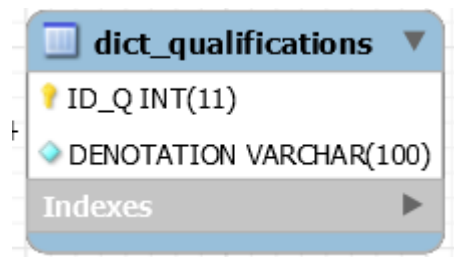 dict_qualifications
ID_Q INT(11)
DENOTATION VARCHAR(100)
Indexes